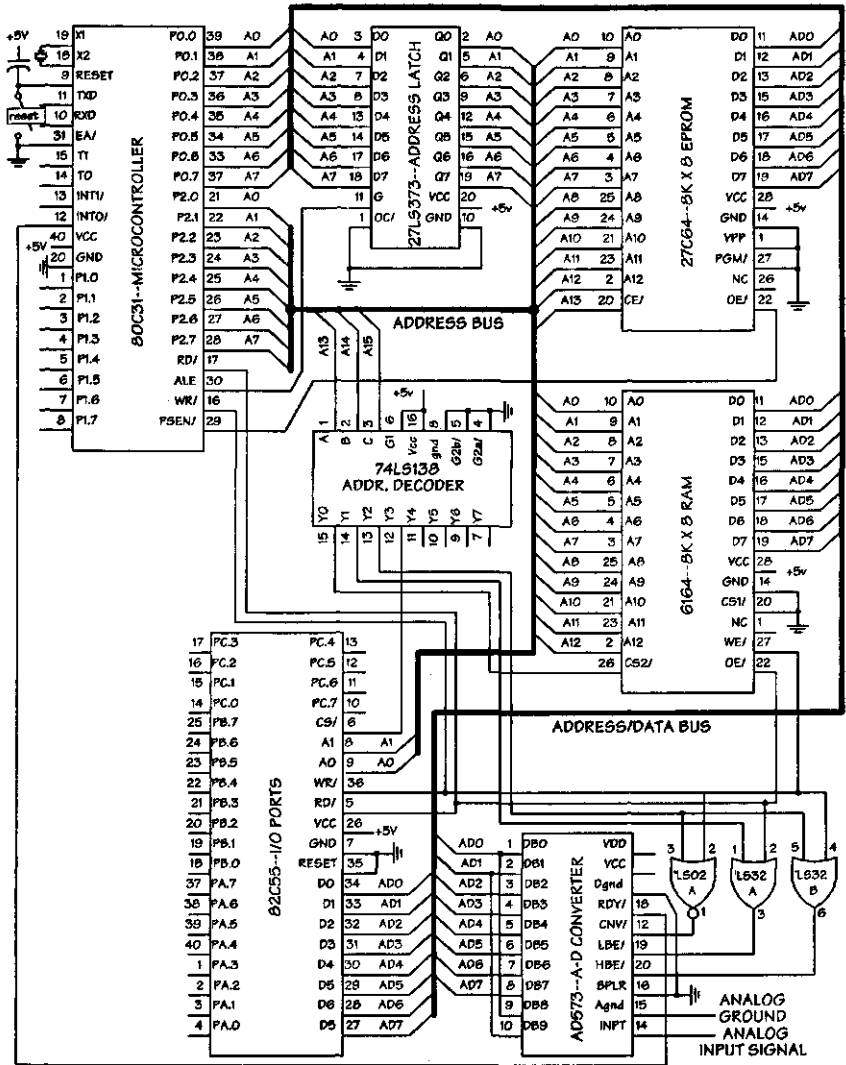 +5V
reset
+5V
80C31--MICROCONTROLLER
19 X1 P0.0 39 A0
18 X2 P0.1 38 A1
9 RESET P0.2 37 A2
11 TXD P0.3 36 A3
10 RXD P0.4 35 A4
31 EA/ P0.5 34 A5
15 T1 P0.6 33 A6
14 T0 P0.7 37 A7
13 INT1/ P2.0 21 A0
12 INT0/ P2.1 22 A1
40 VCC P2.2 23 A2
20 GND P2.3 24 A3
1 P1.0 P2.4 25 A4
2 P1.1 P2.5 26 A5
3 P1.2 P2.6 27 A6
4 P1.3 P2.7 28 A7
5 P1.4 RD/ 17
6 P1.5 ALE 30
7 P1.6 WR/ 16
8 P1.7 PSEN/ 29
27LS373--ADDRESS LATCH
A0 3 D0 Q0 2 A0
A1 4 D1 Q1 5 A1
A2 7 D2 Q2 6 A2
A3 8 D3 Q3 9 A3
A4 13 D4 Q4 12 A4
A5 14 D5 Q5 15 A5
A6 17 D6 Q6 16 A6
A7 18 D7 Q7 19 A7
11 G VCC 20
1 OC/ GND 10
+5v
27C64--8K X 8 EPROM
A0 10 A0 D0 11 AD0
A1 9 A1 D1 12 AD1
A2 8 A2 D2 13 AD2
A3 7 A3 D3 15 AD3
A4 6 A4 D4 16 AD4
A5 5 A5 D5 17 AD5
A6 4 A6 D6 18 AD6
A7 3 A7 D7 19 AD7
A8 25 A8 VCC 28
A9 24 A9 GND 14
A10 21 A10 VPP 1
A11 23 A11 PGM/ 27
A12 2 A12 NC 26
A13 20 CE/ OE/ 22
+5v
ADDRESS BUS
A13 A14 A15
+5v
A 1 B 2 C 3 G1 6 Vcc 16 gnd 8 G2b/ 5 G2a/ 4
74LS138
ADDR. DECODER
Y0 Y1 Y2 Y3 Y4 Y5 Y6 Y7
15 14 13 12 11 10 9 7
6164--8K X 8 RAM
A0 10 A0 D0 11 AD0
A1 9 A1 D1 12 AD1
A2 8 A2 D2 13 AD2
A3 7 A3 D3 15 AD3
A4 6 A4 D4 16 AD4
A5 5 A5 D5 17 AD5
A6 4 A6 D6 18 AD6
A7 3 A7 D7 19 AD7
A8 25 A8 VCC 28
A9 24 A9 GND 14
A10 21 A10 CS1/ 20
A11 23 A11 NC 1
A12 2 A12 WE/ 27
26 CS2/ OE/ 22
+5v
ADDRESS/DATA BUS
82C55--I/O PORTS
17 PC.3 PC.4 13
16 PC.2 PC.5 12
15 PC.1 PC.6 11
14 PC.0 PC.7 10
25 PB.7 CS/ 6
24 PB.6 A1 8 A1
23 PB.5 A0 9 A0
22 PB.4 WR/ 36
21 PB.3 RD/ 5
20 PB.2 VCC 26
19 PB.1 GND 7
18 PB.0 RESET 35
37 PA.7 D0 34 AD0
38 PA.6 D1 33 AD1
39 PA.5 D2 32 AD2
40 PA.4 D3 31 AD3
1 PA.3 D4 30 AD4
2 PA.2 D5 29 AD5
3 PA.1 D6 28 AD6
4 PA.0 D5 27 AD7
+5V
AD573--A-D CONVERTER
AD0 1 DB0 VDD
AD1 2 DB1 VCC
AD2 3 DB2 Dgnd
AD3 4 DB3 RDY/ 18
AD4 5 DB4 CNV/ 12
AD5 6 DB5 LBE/ 19
AD6 7 DB6 HBE/ 20
AD7 8 DB7 BPLR 16
9 DB8 Agnd 15
10 DB9 INPT 14
3 2
'LS02
A
1
1 2
'LS32
A
3
5 4
'LS32
B
6
ANALOG
GROUND
ANALOG
INPUT SIGNAL